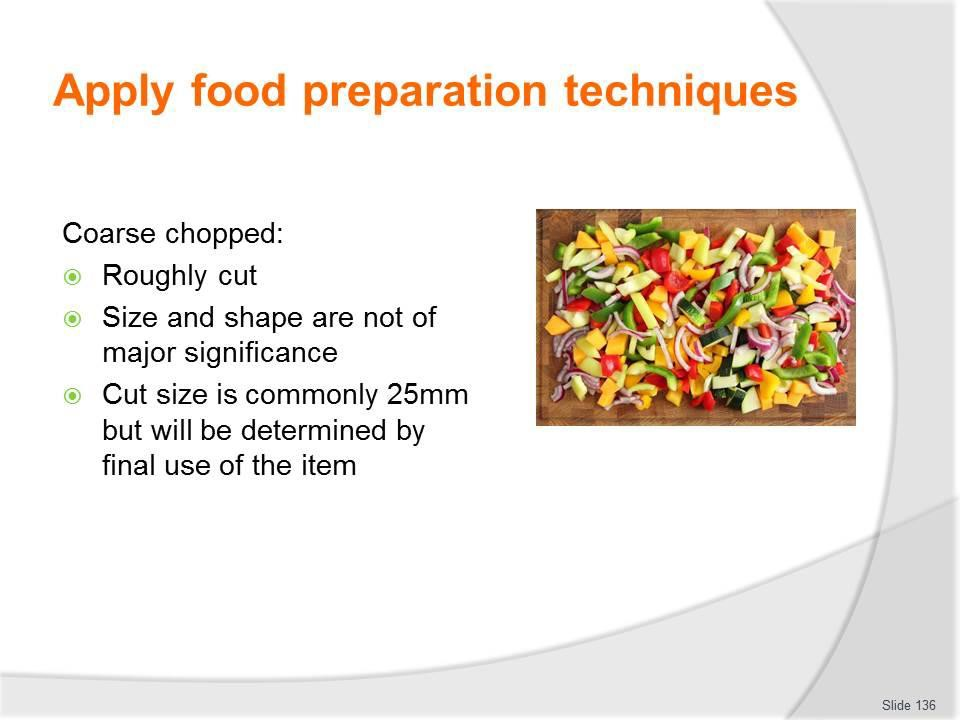 Apply food preparation techniques
Coarse chopped:
Roughly cut
Size and shape are not of
major significance
Cut size is commonly 25mm
but will be determined by
final use of the item
Slide 136